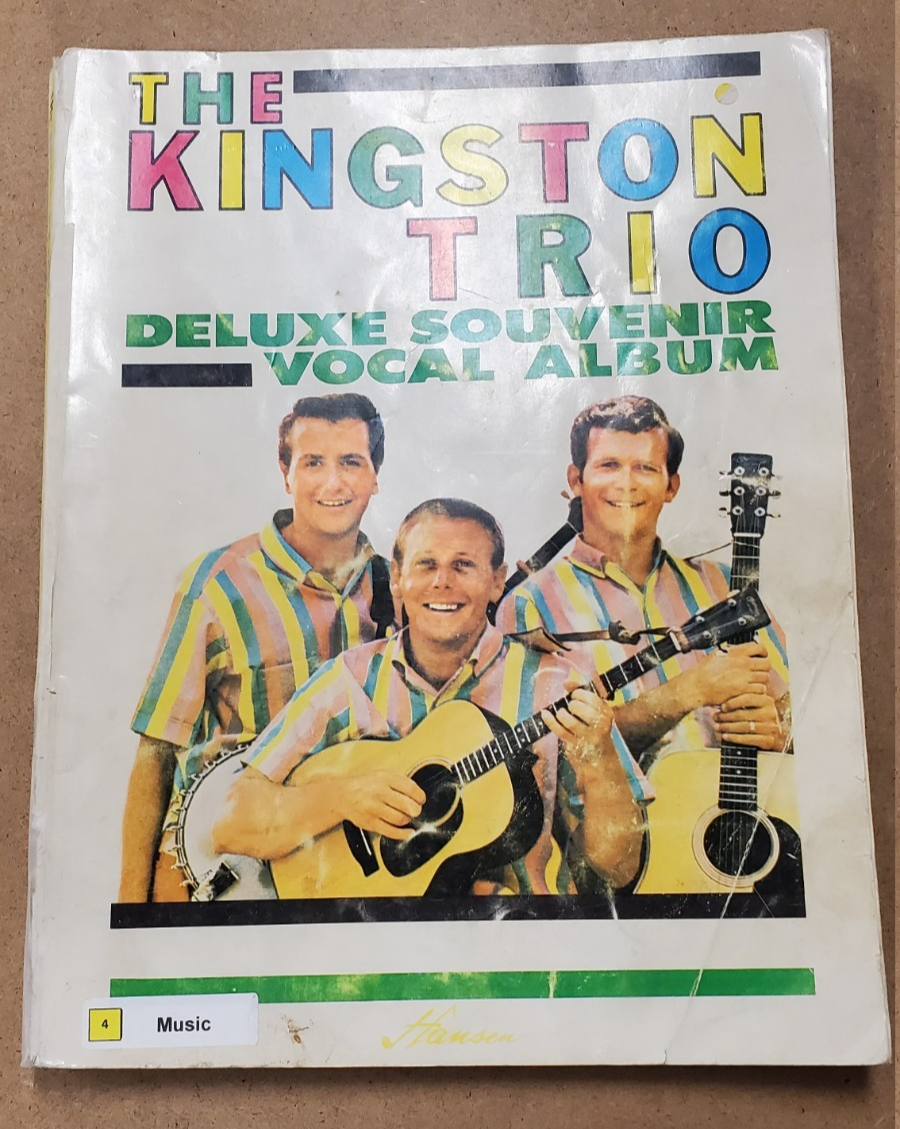 THE
KINGSTON
TRIO
DELUXE SOUVENIR
VOCAL ALBUM
4 Music
Hansen